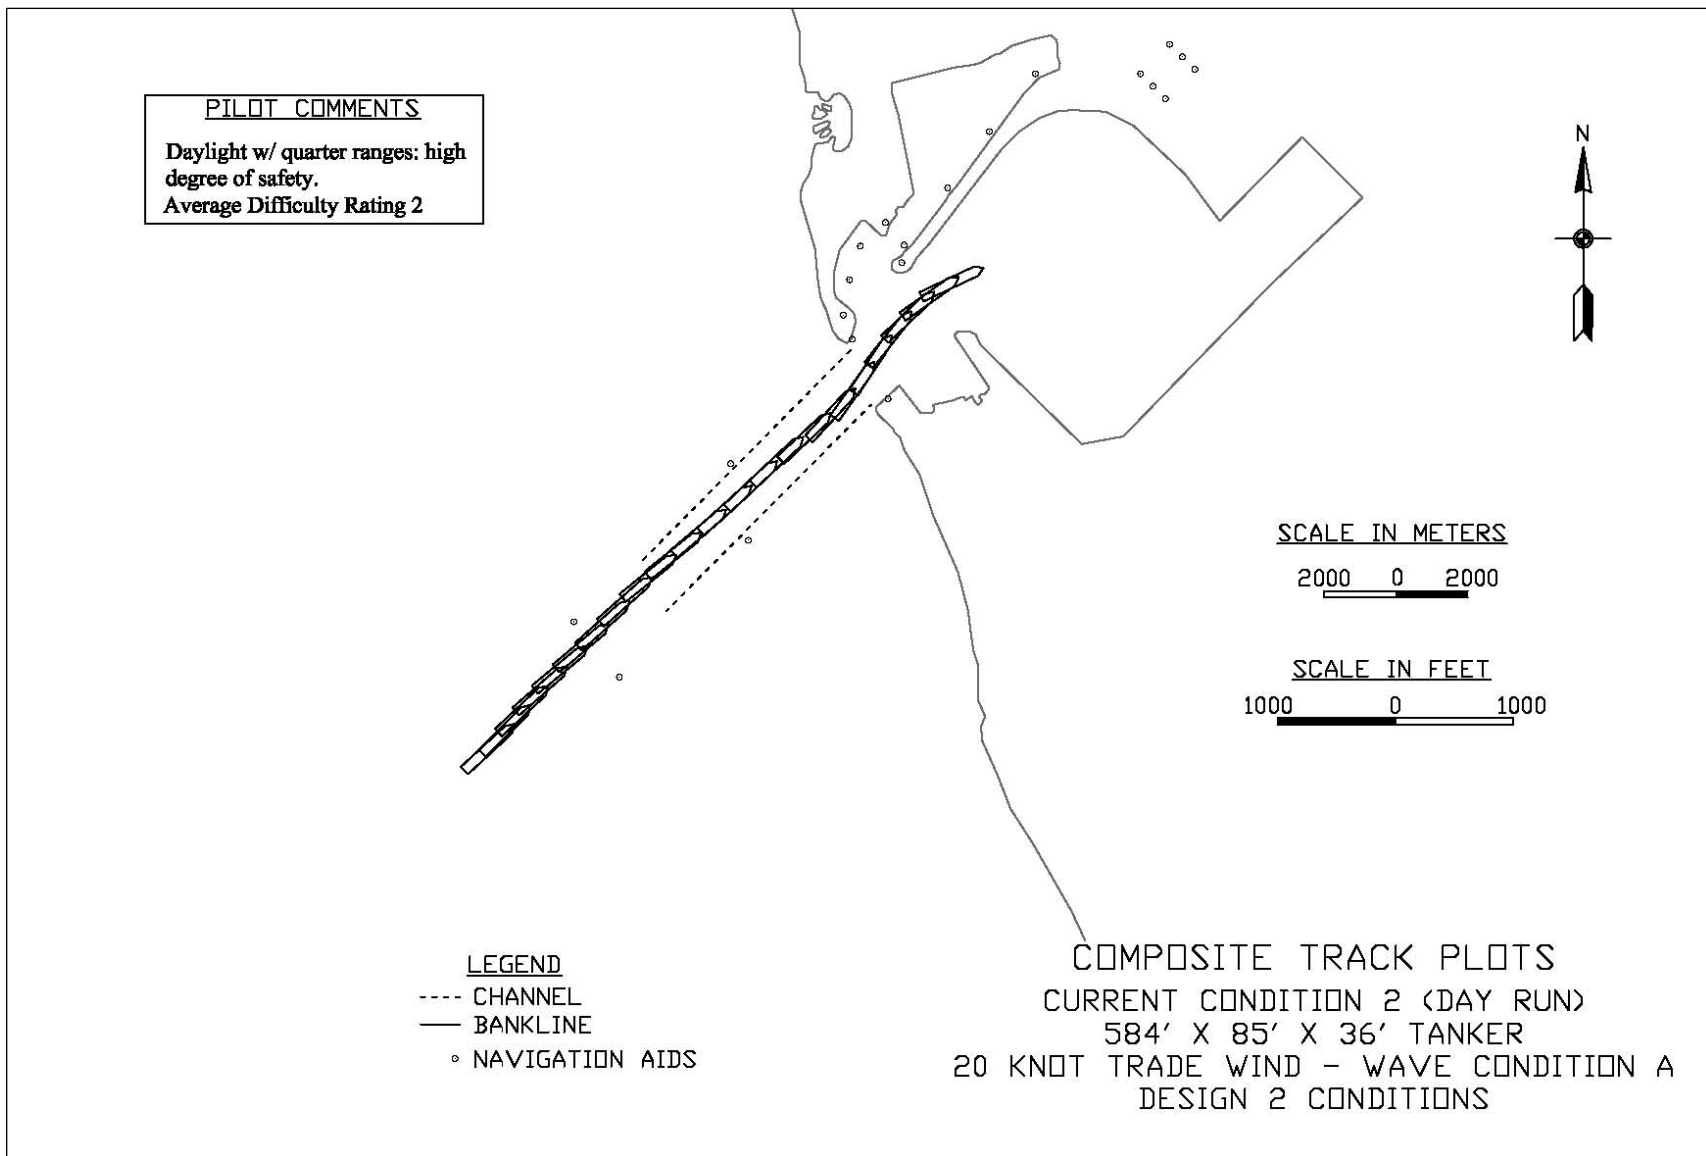 PILOT COMMENTS
Daylight w/ quarter ranges: high
degree of safety.
Average Difficulty Rating 2
N
SCALE IN METERS
2000 0 2000
SCALE IN FEET
1000 0 1000
LEGEND
CHANNEL
BANKLINE
NAVIGATION AIDS
COMPOSITE TRACK PLOTS
CURRENT CONDITION 2 (DAY RUN)
584' X 85' X 36' TANKER
20 KNOT TRADE WIND - WAVE CONDITION A
DESIGN 2 CONDITIONS